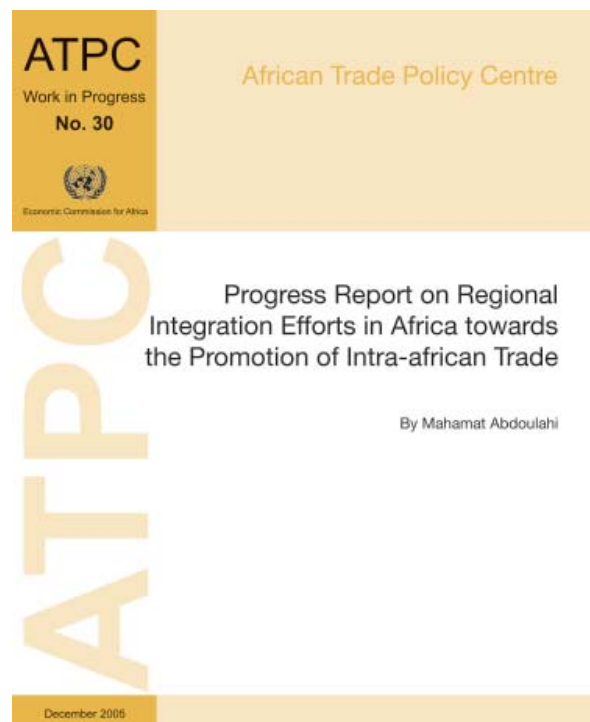 ATPC
Work in Progress
No. 30
Economic Commission for Africa
African Trade Policy Centre
ATPC
Progress Report on Regional
Integration Efforts in Africa towards
the Promotion of Intra-african Trade
By Mahamat Abdoulahi
December 2005